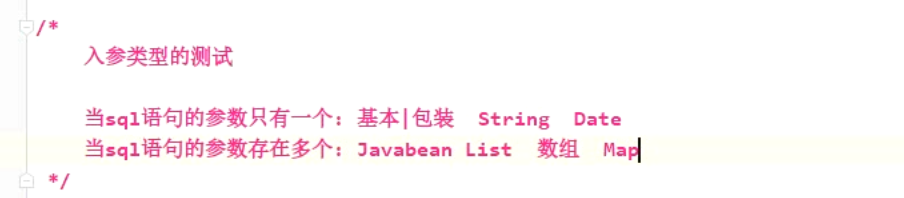 /*
入参类型的测试
当sql语句的参数只有一个：基本|包装 String Date
当sql语句的参数存在多个：Javabean List 数组 Map
*/